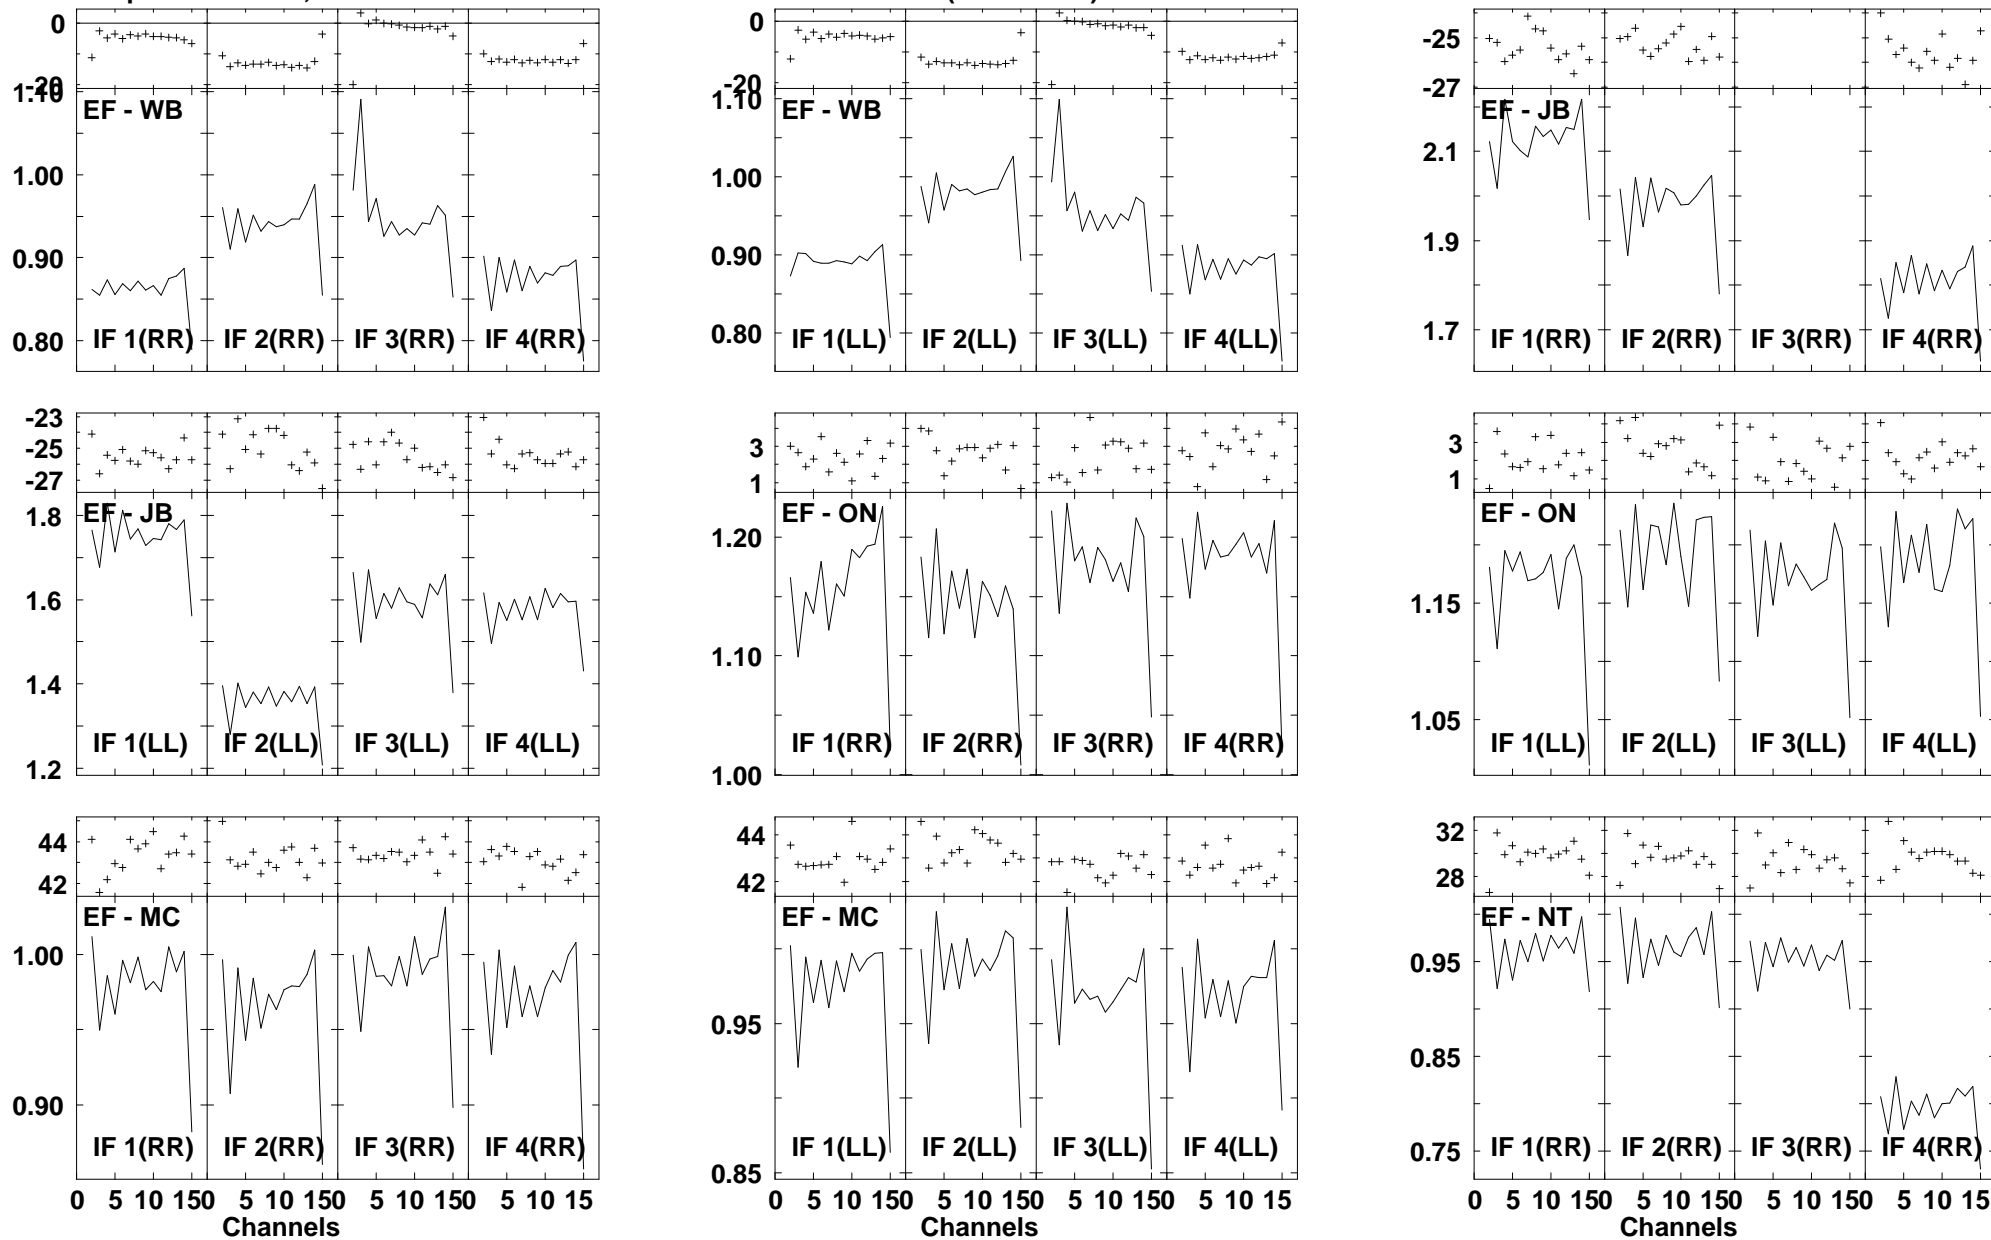 0
-20
1.10
EF - WB
1.00
0.90
0.80
IF 1(RR) IF 2(RR) IF 3(RR) IF 4(RR)
0
-20
1.10
EF - WB
1.00
0.90
0.80
IF 1(LL) IF 2(LL) IF 3(LL) IF 4(LL)
-25
-27
EF - JB
2.1
1.9
1.7
IF 1(RR) IF 2(RR) IF 3(RR) IF 4(RR)
-23
-25
-27
EF - JB
1.8
1.6
1.4
1.2
IF 1(LL) IF 2(LL) IF 3(LL) IF 4(LL)
3
1
EF - ON
1.20
1.10
1.00
IF 1(RR) IF 2(RR) IF 3(RR) IF 4(RR)
3
1
EF - ON
1.15
1.05
IF 1(LL) IF 2(LL) IF 3(LL) IF 4(LL)
44
42
EF - MC
1.00
0.90
IF 1(RR) IF 2(RR) IF 3(RR) IF 4(RR)
0 5 10 150 5 10 150 5 10 150 5 10 15
Channels
44
42
EF - MC
0.95
0.85
IF 1(LL) IF 2(LL) IF 3(LL) IF 4(LL)
0 5 10 150 5 10 150 5 10 150 5 10 15
Channels
32
28
EF - NT
0.95
0.85
0.75
IF 1(RR) IF 2(RR) IF 3(RR) IF 4(RR)
0 5 10 150 5 10 150 5 10 150 5 10 15
Channels